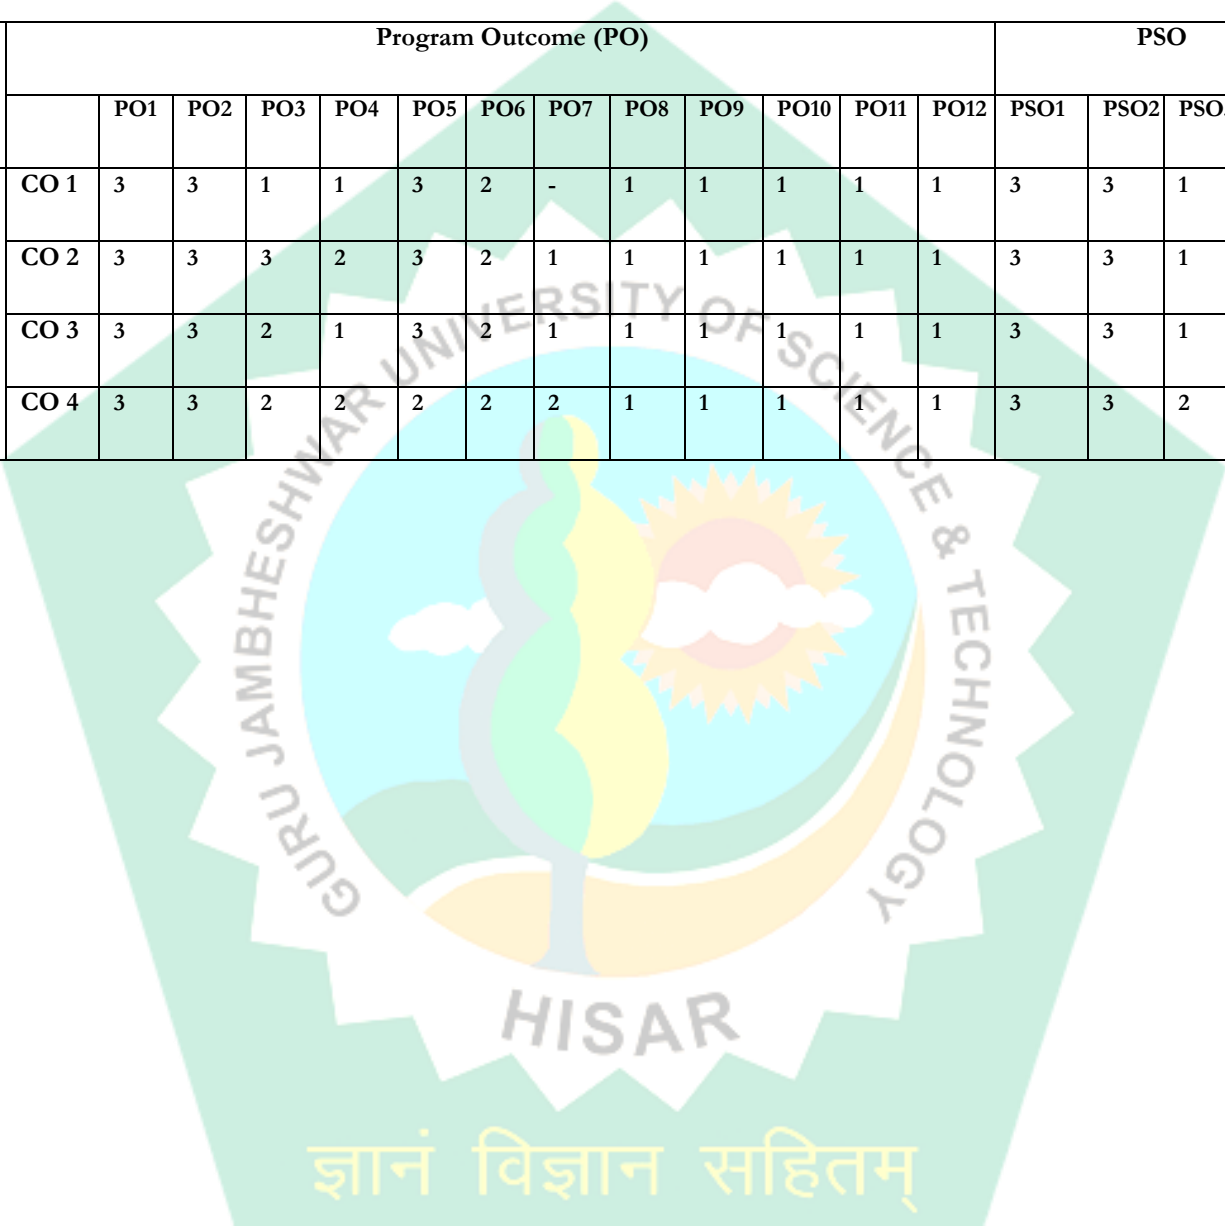 Program Outcome (PO) PSO
PO1 PO2 PO3 PO4 PO5 PO6 PO7 PO8 PO9 PO10 PO11 PO12 PSO1 PSO2
CO 1 3 3 1 1 3 2 - 1 1 1 1 1 3 3 1
CO 2 3 3 3 2 3 2 1 1 1 1 1 1 3 3 1
CO 3 3 3 2 1 3 2 1 1 1 1 1 1 3 3 1
CO 4 3 3 2 2 2 2 2 1 1 1 1 1 3 3 2
GURU JAMBHESHWAR UNIVERSITY OF SCIENCE & TECHNOLOGY
HISAR
ज्ञानं विज्ञान सहितम्